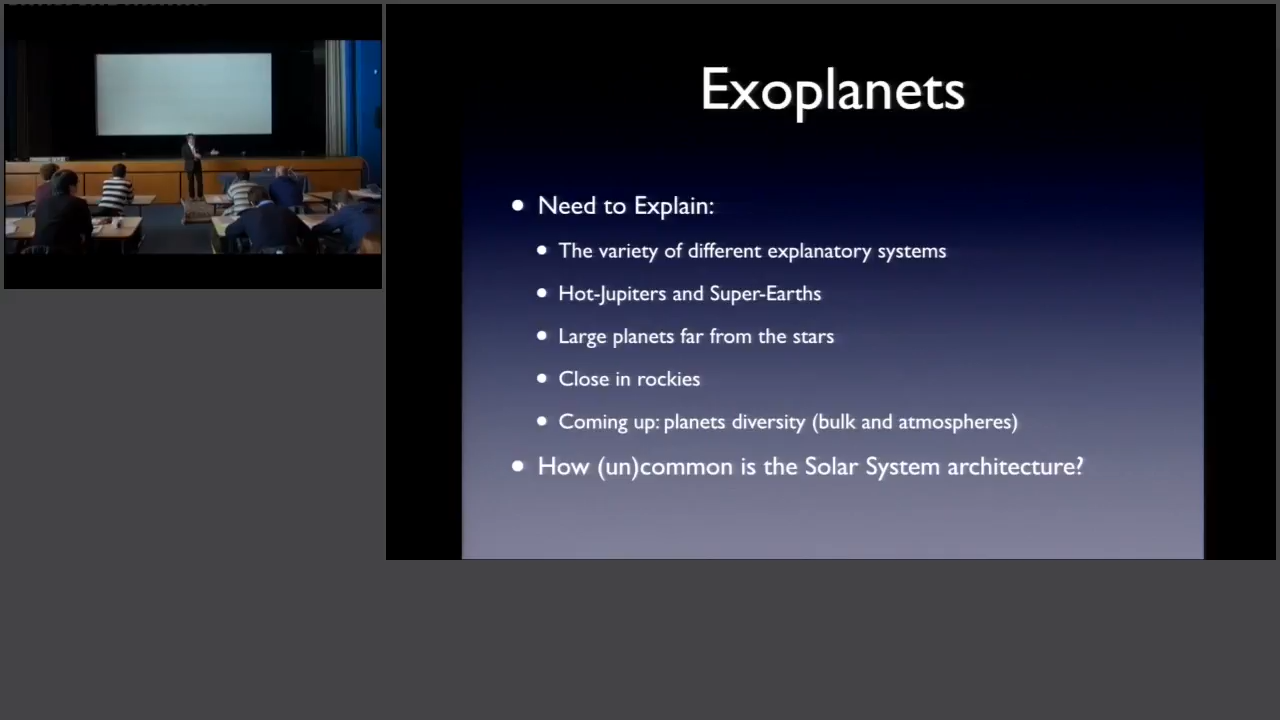 Exoplanets
• Need to Explain:
• The variety of different explanatory systems
• Hot-Jupiters and Super-Earths
• Large planets far from the stars
• Close in rockies
• Coming up: planets diversity (bulk and atmospheres)
• How (un)common is the Solar System architecture?